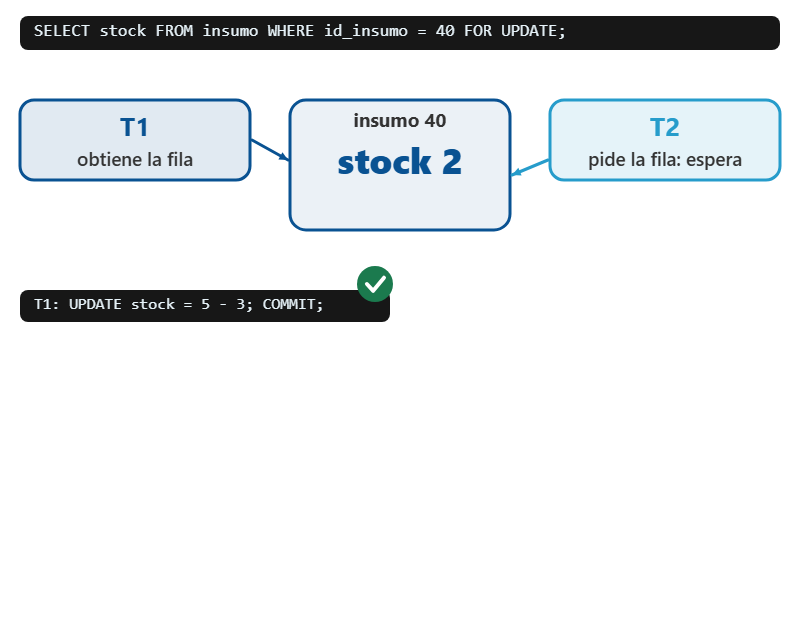 SELECT stock FROM insumo WHERE id_insumo = 40 FOR UPDATE;
T1
obtiene la fila
insumo 40
stock 2
T2
pide la fila: espera
T1: UPDATE stock = 5 - 3; COMMIT;